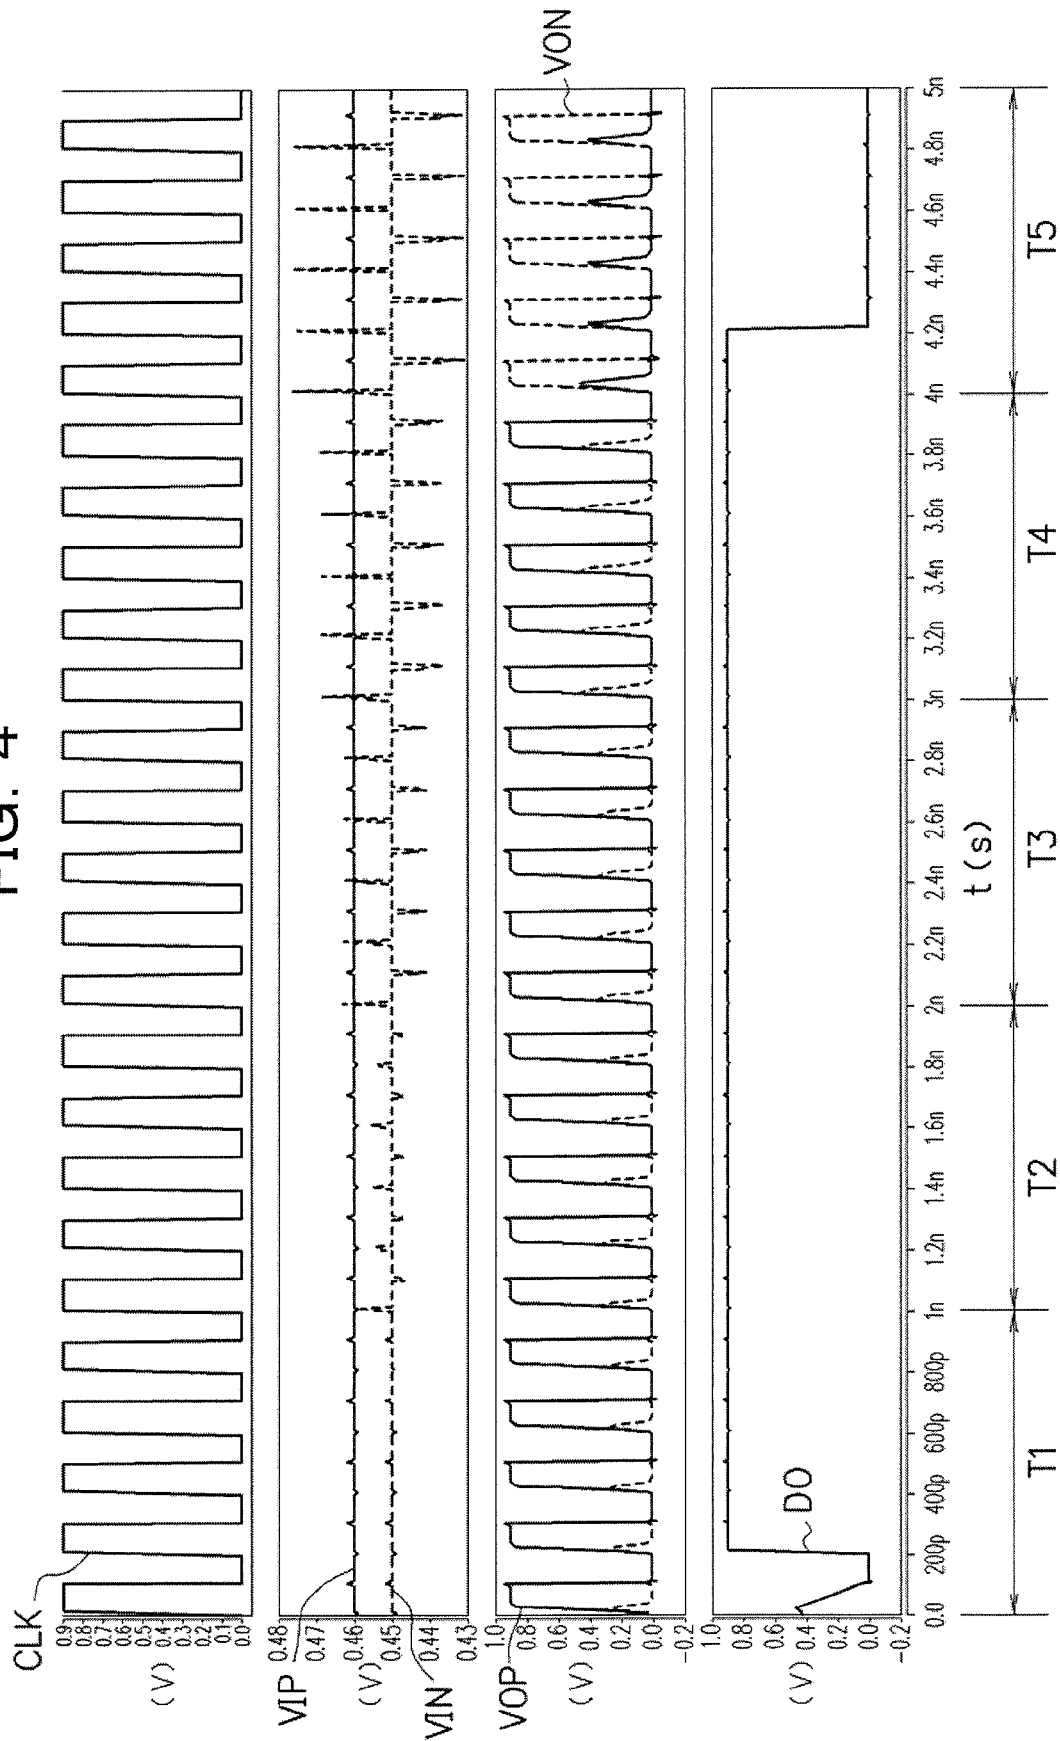 FIG. 4
CLK
0.9
0.8
0.7
0.6
0.5
0.4
0.3
0.2
0.1
0.0
(V)
VIP
0.48
0.47
0.46
0.45
0.44
0.43
(V)
VIN
VOP
1.0
0.8
0.6
0.4
0.2
0.0
-0.2
(V)
VON
1.0
0.8
0.6
0.4
0.2
0.0
-0.2
(V)
DO
0.0 200p 400p 600p 800p 1n 1.2n 1.4n 1.6n 1.8n 2n 2.2n 2.4n 2.6n 2.8n 3n 3.2n 3.4n 3.6n 3.8n 4n 4.2n 4.4n 4.6n 4.8n 5n
t(s)
T1 T2 T3 T4 T5